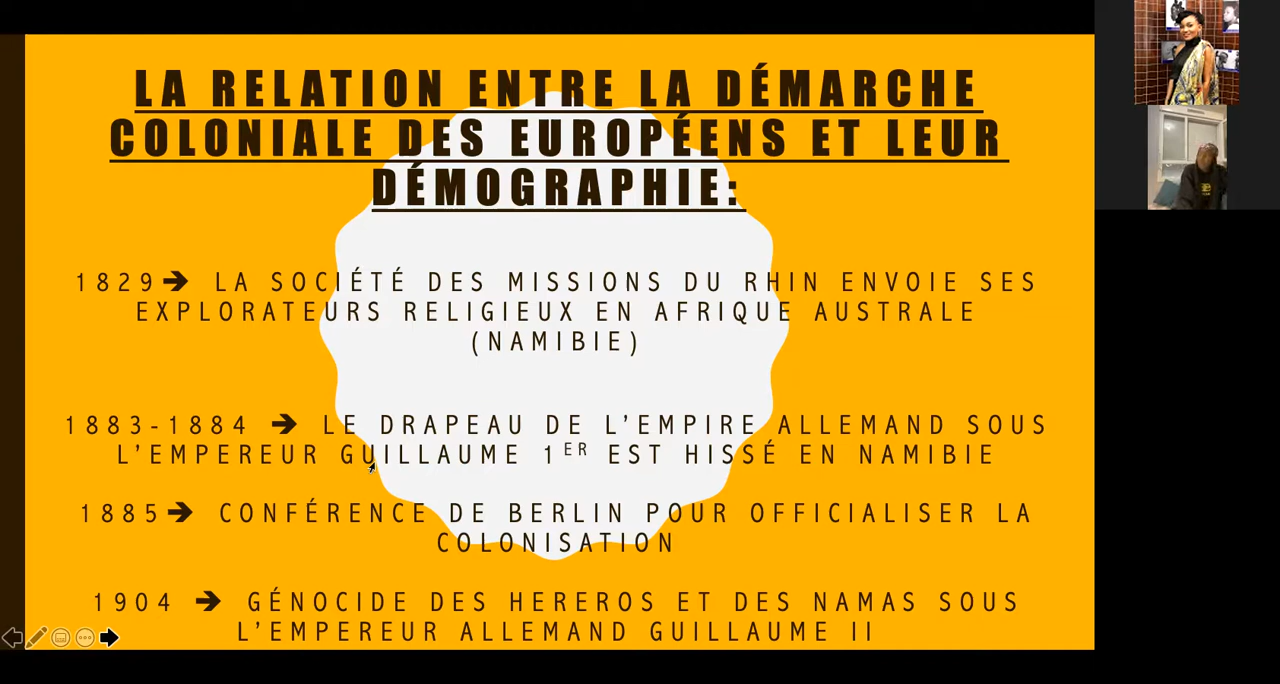 LA RELATION ENTRE LA DÉMARCHE
COLONIALE DES EUROPÉENS ET LEUR
DÉMOGRAPHIE:
1829➔ LA SOCIÉTÉ DES MISSIONS DU RHIN ENVOIE SES
EXPLORATEURS RELIGIEUX EN AFRIQUE AUSTRALE
(NAMIBIE)
1883-1884 ➔ LE DRAPEAU DE L’EMPIRE ALLEMAND SOUS
L’EMPEREUR GUILLAUME 1ER EST HISSÉ EN NAMIBIE
1885➔ CONFÉRENCE DE BERLIN POUR OFFICIALISER LA
COLONISATION
1904 ➔ GÉNOCIDE DES HEREROS ET DES NAMAS SOUS
L’EMPEREUR ALLEMAND GUILLAUME II